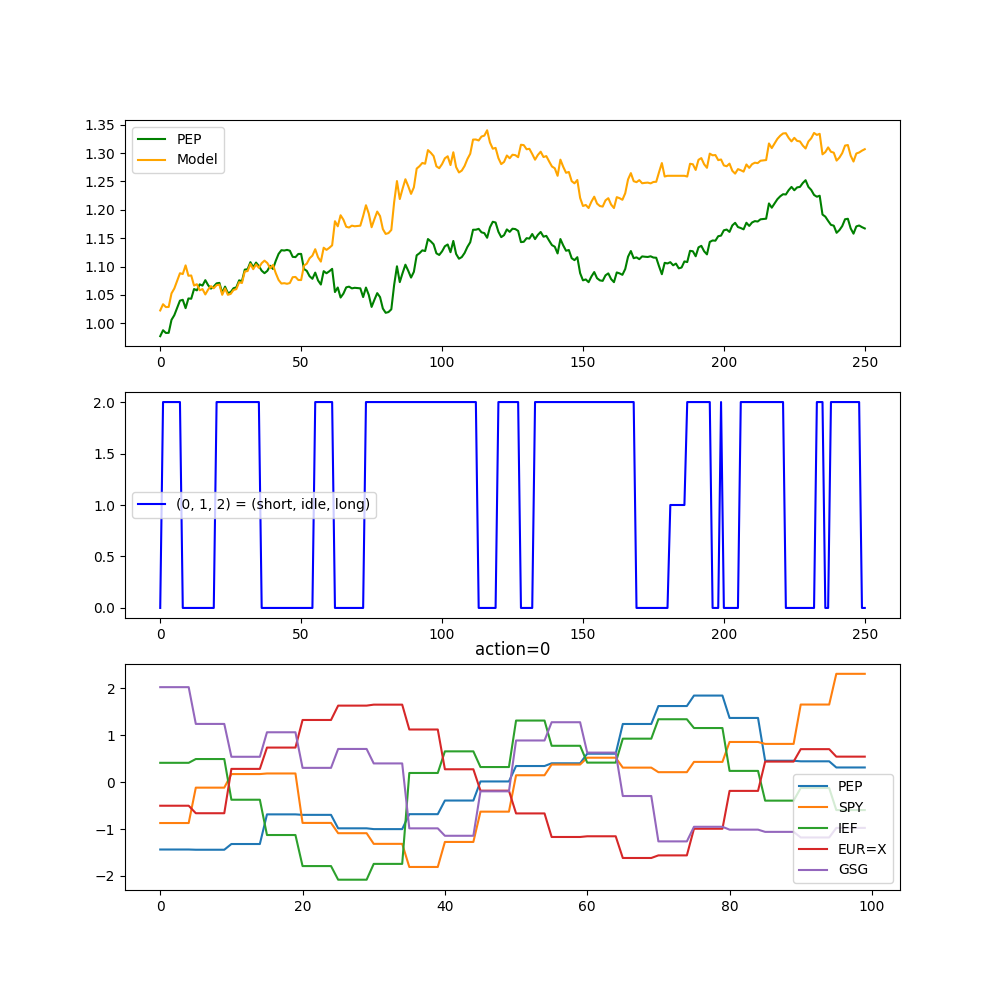 1.35
1.30
1.25
1.20
1.15
1.10
1.05
1.00
PEP
Model
0 50 100 150 200 250
2.0
1.5
1.0
0.5
0.0
(0, 1, 2) = (short, idle, long)
0 50 100 150 200 250
action=0
2
1
0
−1
−2
PEP
SPY
IEF
EUR=X
GSG
0 20 40 60 80 100